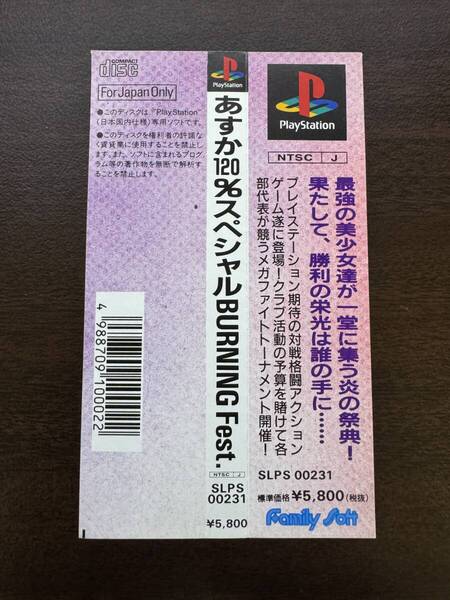 COMPACT
disc
For Japan Only
●このディスクは、"PlayStation"
(日本国内仕様)専用ソフトです。
●このディスクを権利者の許諾な
く賃貸業に使用することを禁止し
ます。また、ソフトに含まれるプログ
ラム等の著作物を無断で解析す
ることを禁止します。
4 988709 100022
PlayStation
あすか120%スペシャルBURNING Fest.
NTSC J
SLPS
00231
¥5,800
PlayStation
NTSC J
最強の美少女達が一堂に集う炎の祭典！
果たして、勝利の栄光は誰の手に……
プレイステーション期待の対戦格闘アクション
ゲーム遂に登場！クラブ活動の予算を賭けて各
部代表が競うメガファイトトーナメント開催！
SLPS 00231
標準価格 ¥5,800(税抜)
Family Soft